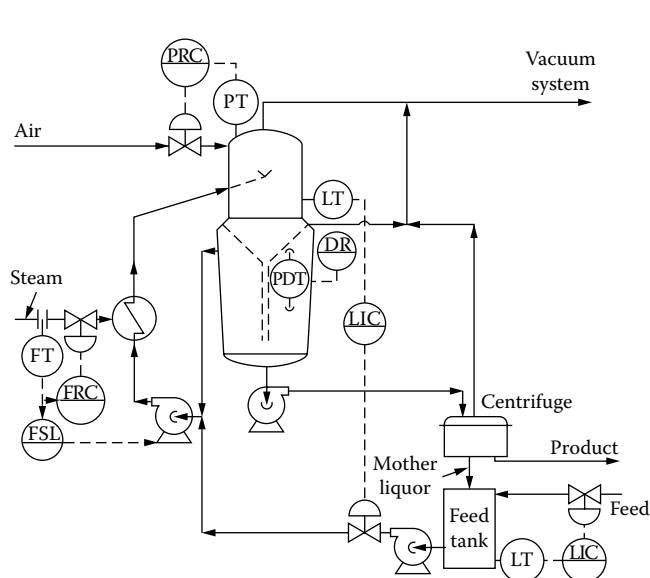 Vacuum
system
PRC
PT
Air
LT
DR
PDT
Steam
LIC
FT
FRC
FSL
Centrifuge
Product
Mother
liquor
Feed
tank
Feed
LT
LIC